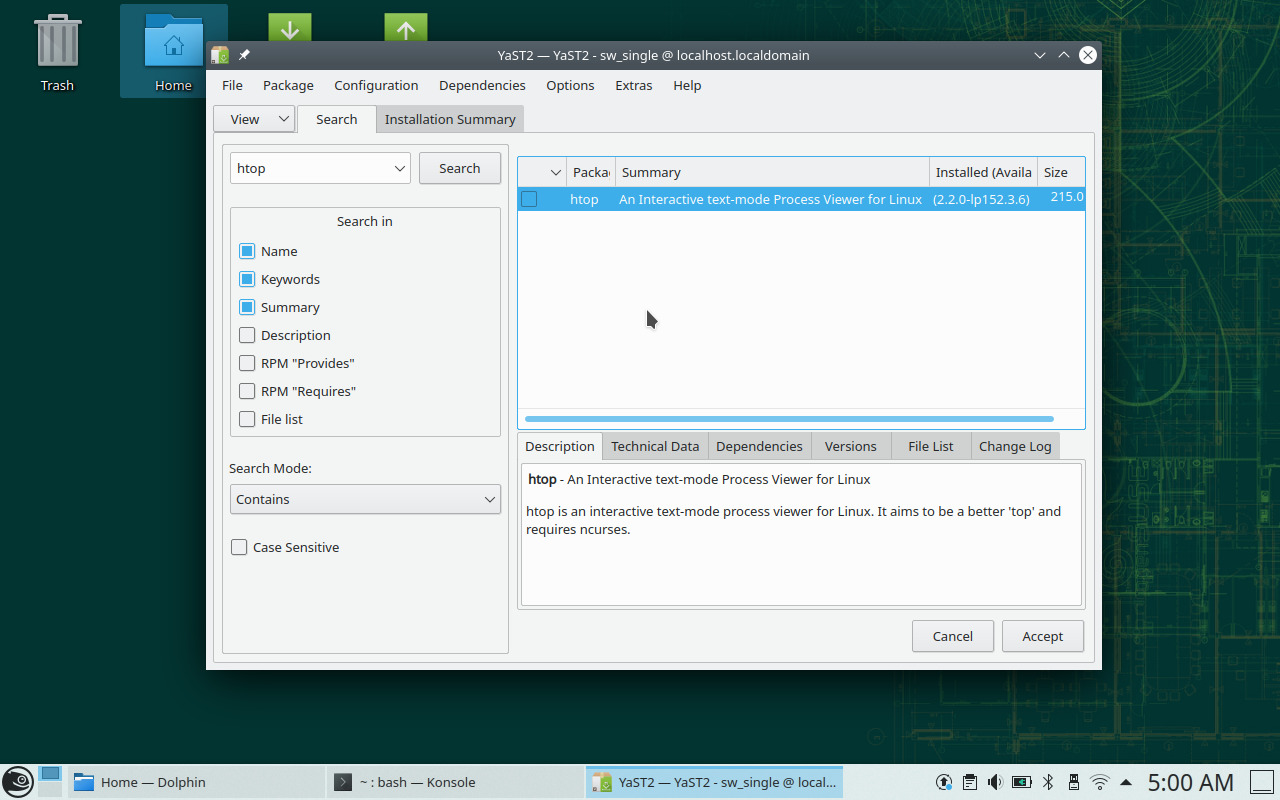 Trash
Home
YaST2 — YaST2 - sw_single @ localhost.localdomain
File Package Configuration Dependencies Options Extras Help
View Search Installation Summary
htop Search
Search in
Name
Keywords
Summary
Description
RPM "Provides"
RPM "Requires"
File list
Search Mode:
Contains
Case Sensitive
Packa Summary Installed (Availa Size
htop An Interactive text-mode Process Viewer for Linux (2.2.0-lp152.3.6) 215.0
Description Technical Data Dependencies Versions File List Change Log
htop - An Interactive text-mode Process Viewer for Linux
htop is an interactive text-mode process viewer for Linux. It aims to be a better 'top' and
requires ncurses.
Cancel Accept
Home — Dolphin ~ : bash — Konsole YaST2 — YaST2 - sw_single @ local... 5:00 AM